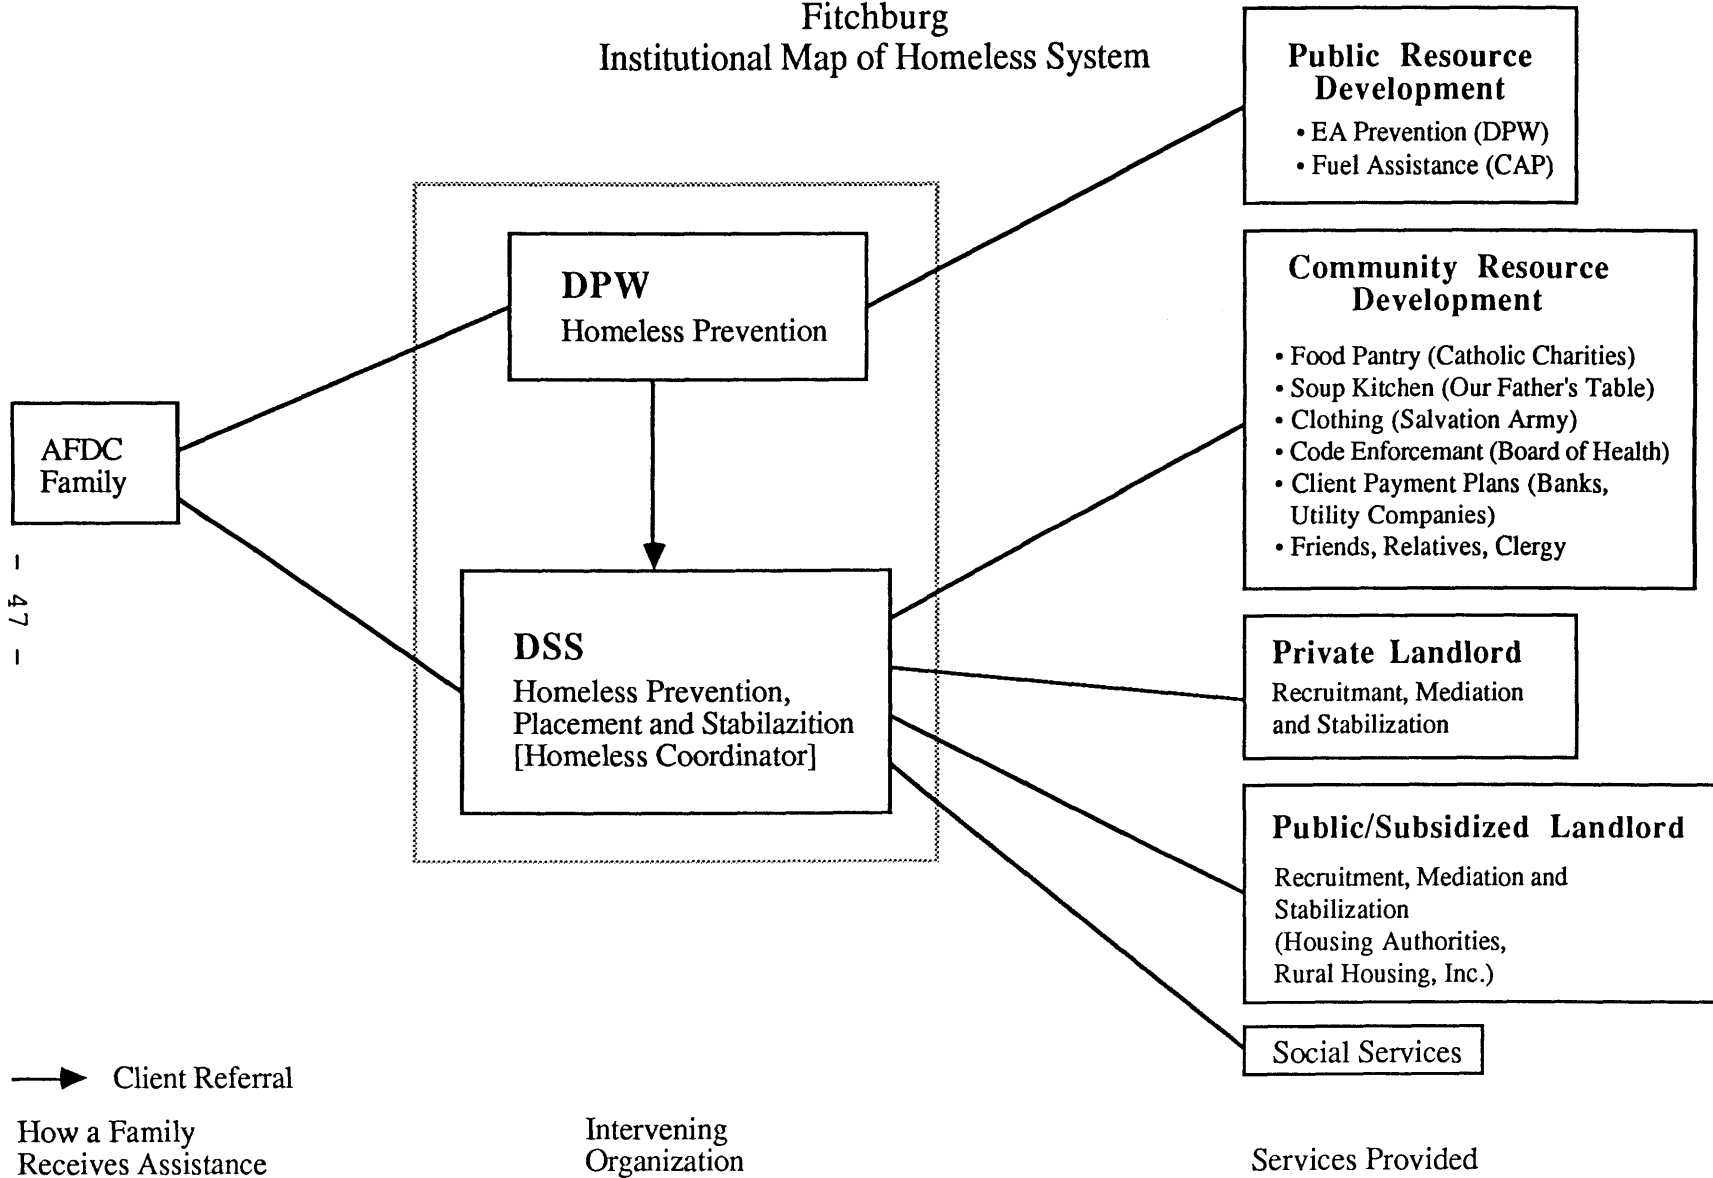 Fitchburg
Institutional Map of Homeless System
AFDC
Family
DPW
Homeless Prevention
DSS
Homeless Prevention,
Placement and Stabilazition
[Homeless Coordinator]
Public Resource
Development
• EA Prevention (DPW)
• Fuel Assistance (CAP)
Community Resource
Development
• Food Pantry (Catholic Charities)
• Soup Kitchen (Our Father's Table)
• Clothing (Salvation Army)
• Code Enforcemant (Board of Health)
• Client Payment Plans (Banks,
Utility Companies)
• Friends, Relatives, Clergy
Private Landlord
Recruitmant, Mediation
and Stabilization
Public/Subsidized Landlord
Recruitment, Mediation and
Stabilization
(Housing Authorities,
Rural Housing, Inc.)
Social Services
Client Referral
How a Family
Receives Assistance
Intervening
Organization
Services Provided
- 47 -